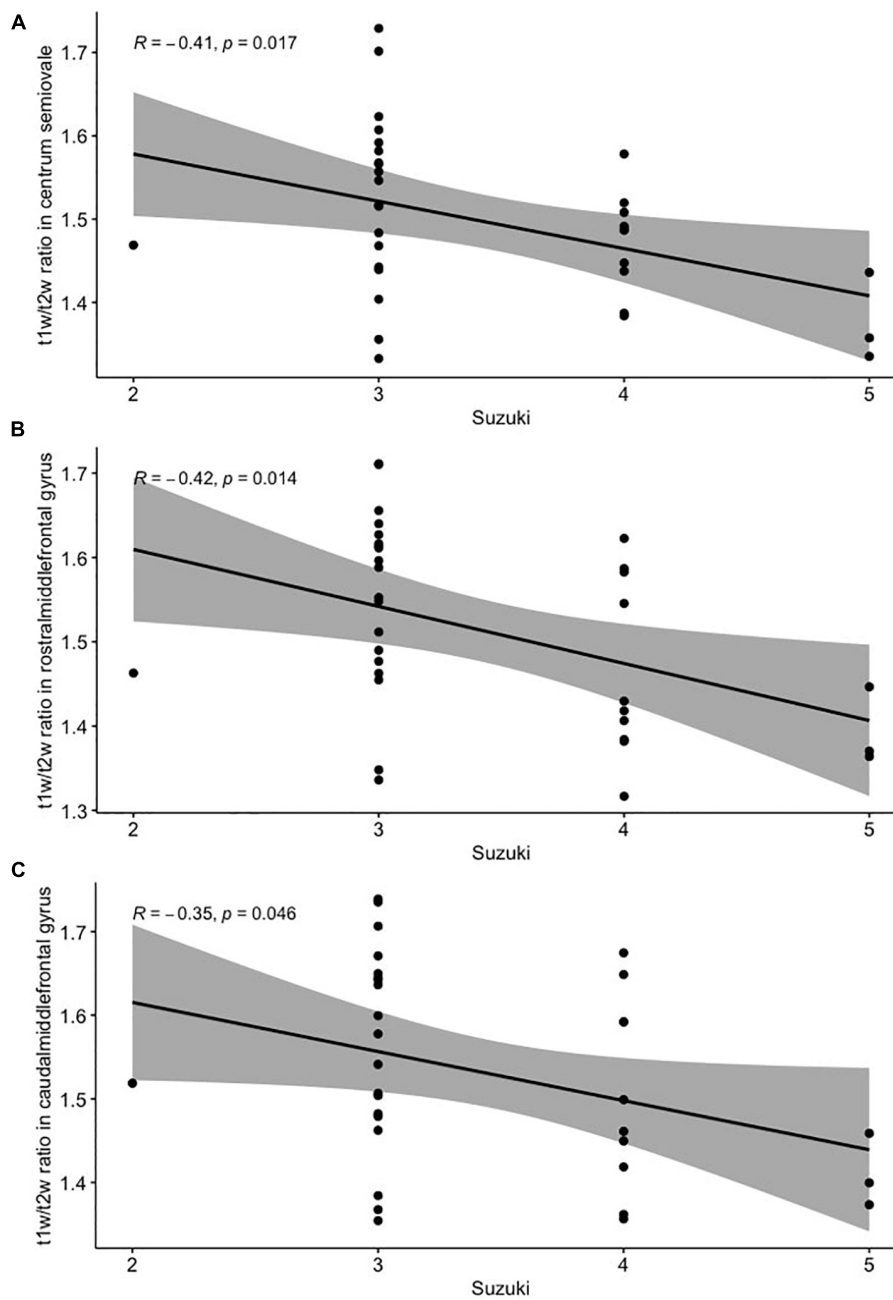 A
R = −0.41, p = 0.017
t1w/t2w ratio in centrum semiovale
1.7
1.6
1.5
1.4
2 3 4 5
Suzuki
B
R = −0.42, p = 0.014
t1w/t2w ratio in rostralmiddlefrontal gyrus
1.7
1.6
1.5
1.4
1.3
2 3 4 5
Suzuki
C
R = −0.35, p = 0.046
t1w/t2w ratio in caudalmiddlefrontal gyrus
1.7
1.6
1.5
1.4
2 3 4 5
Suzuki